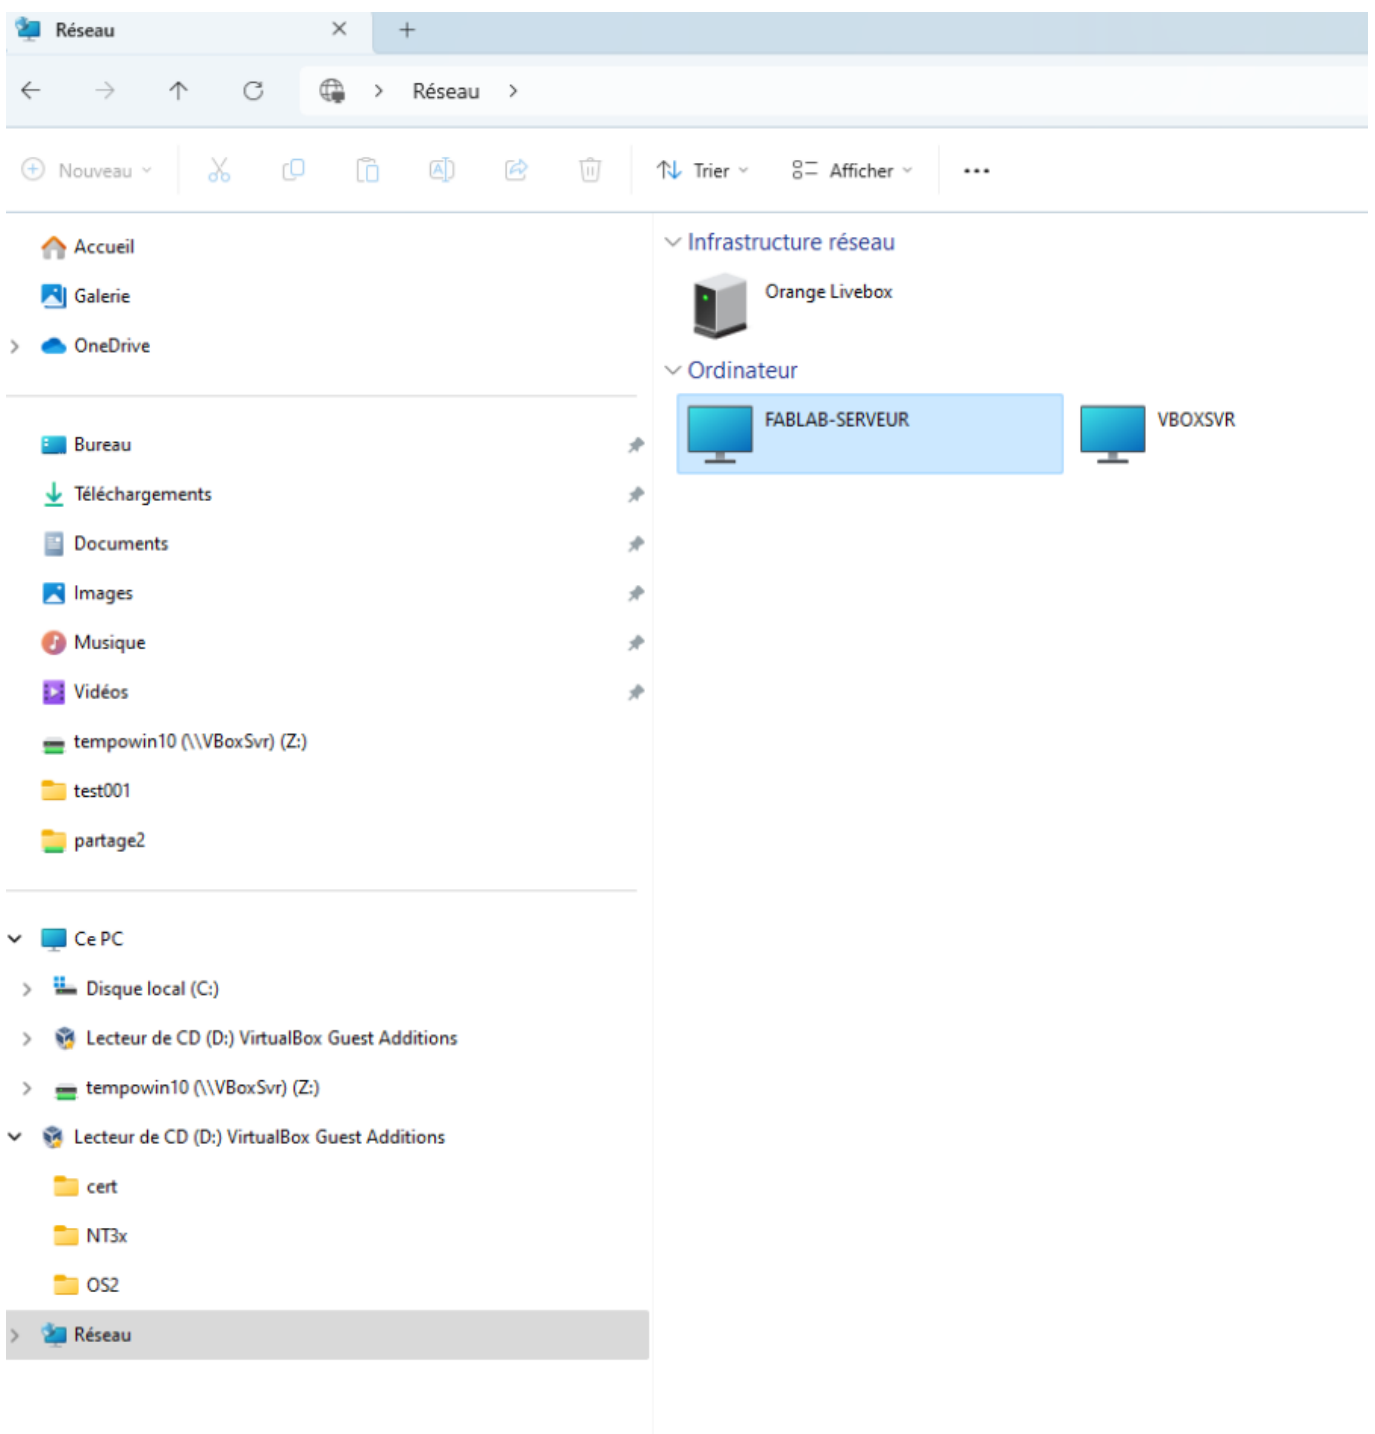 Réseau
Réseau
Nouveau
Trier
Afficher
Accueil
Galerie
OneDrive
Bureau
Téléchargements
Documents
Images
Musique
Vidéos
tempowin10 (\\VBoxSvr) (Z:)
test001
partage2
Ce PC
Disque local (C:)
Lecteur de CD (D:) VirtualBox Guest Additions
tempowin10 (\\VBoxSvr) (Z:)
Lecteur de CD (D:) VirtualBox Guest Additions
cert
NT3x
OS2
Réseau
Infrastructure réseau
Orange Livebox
Ordinateur
FABLAB-SERVEUR
VBOXSVR